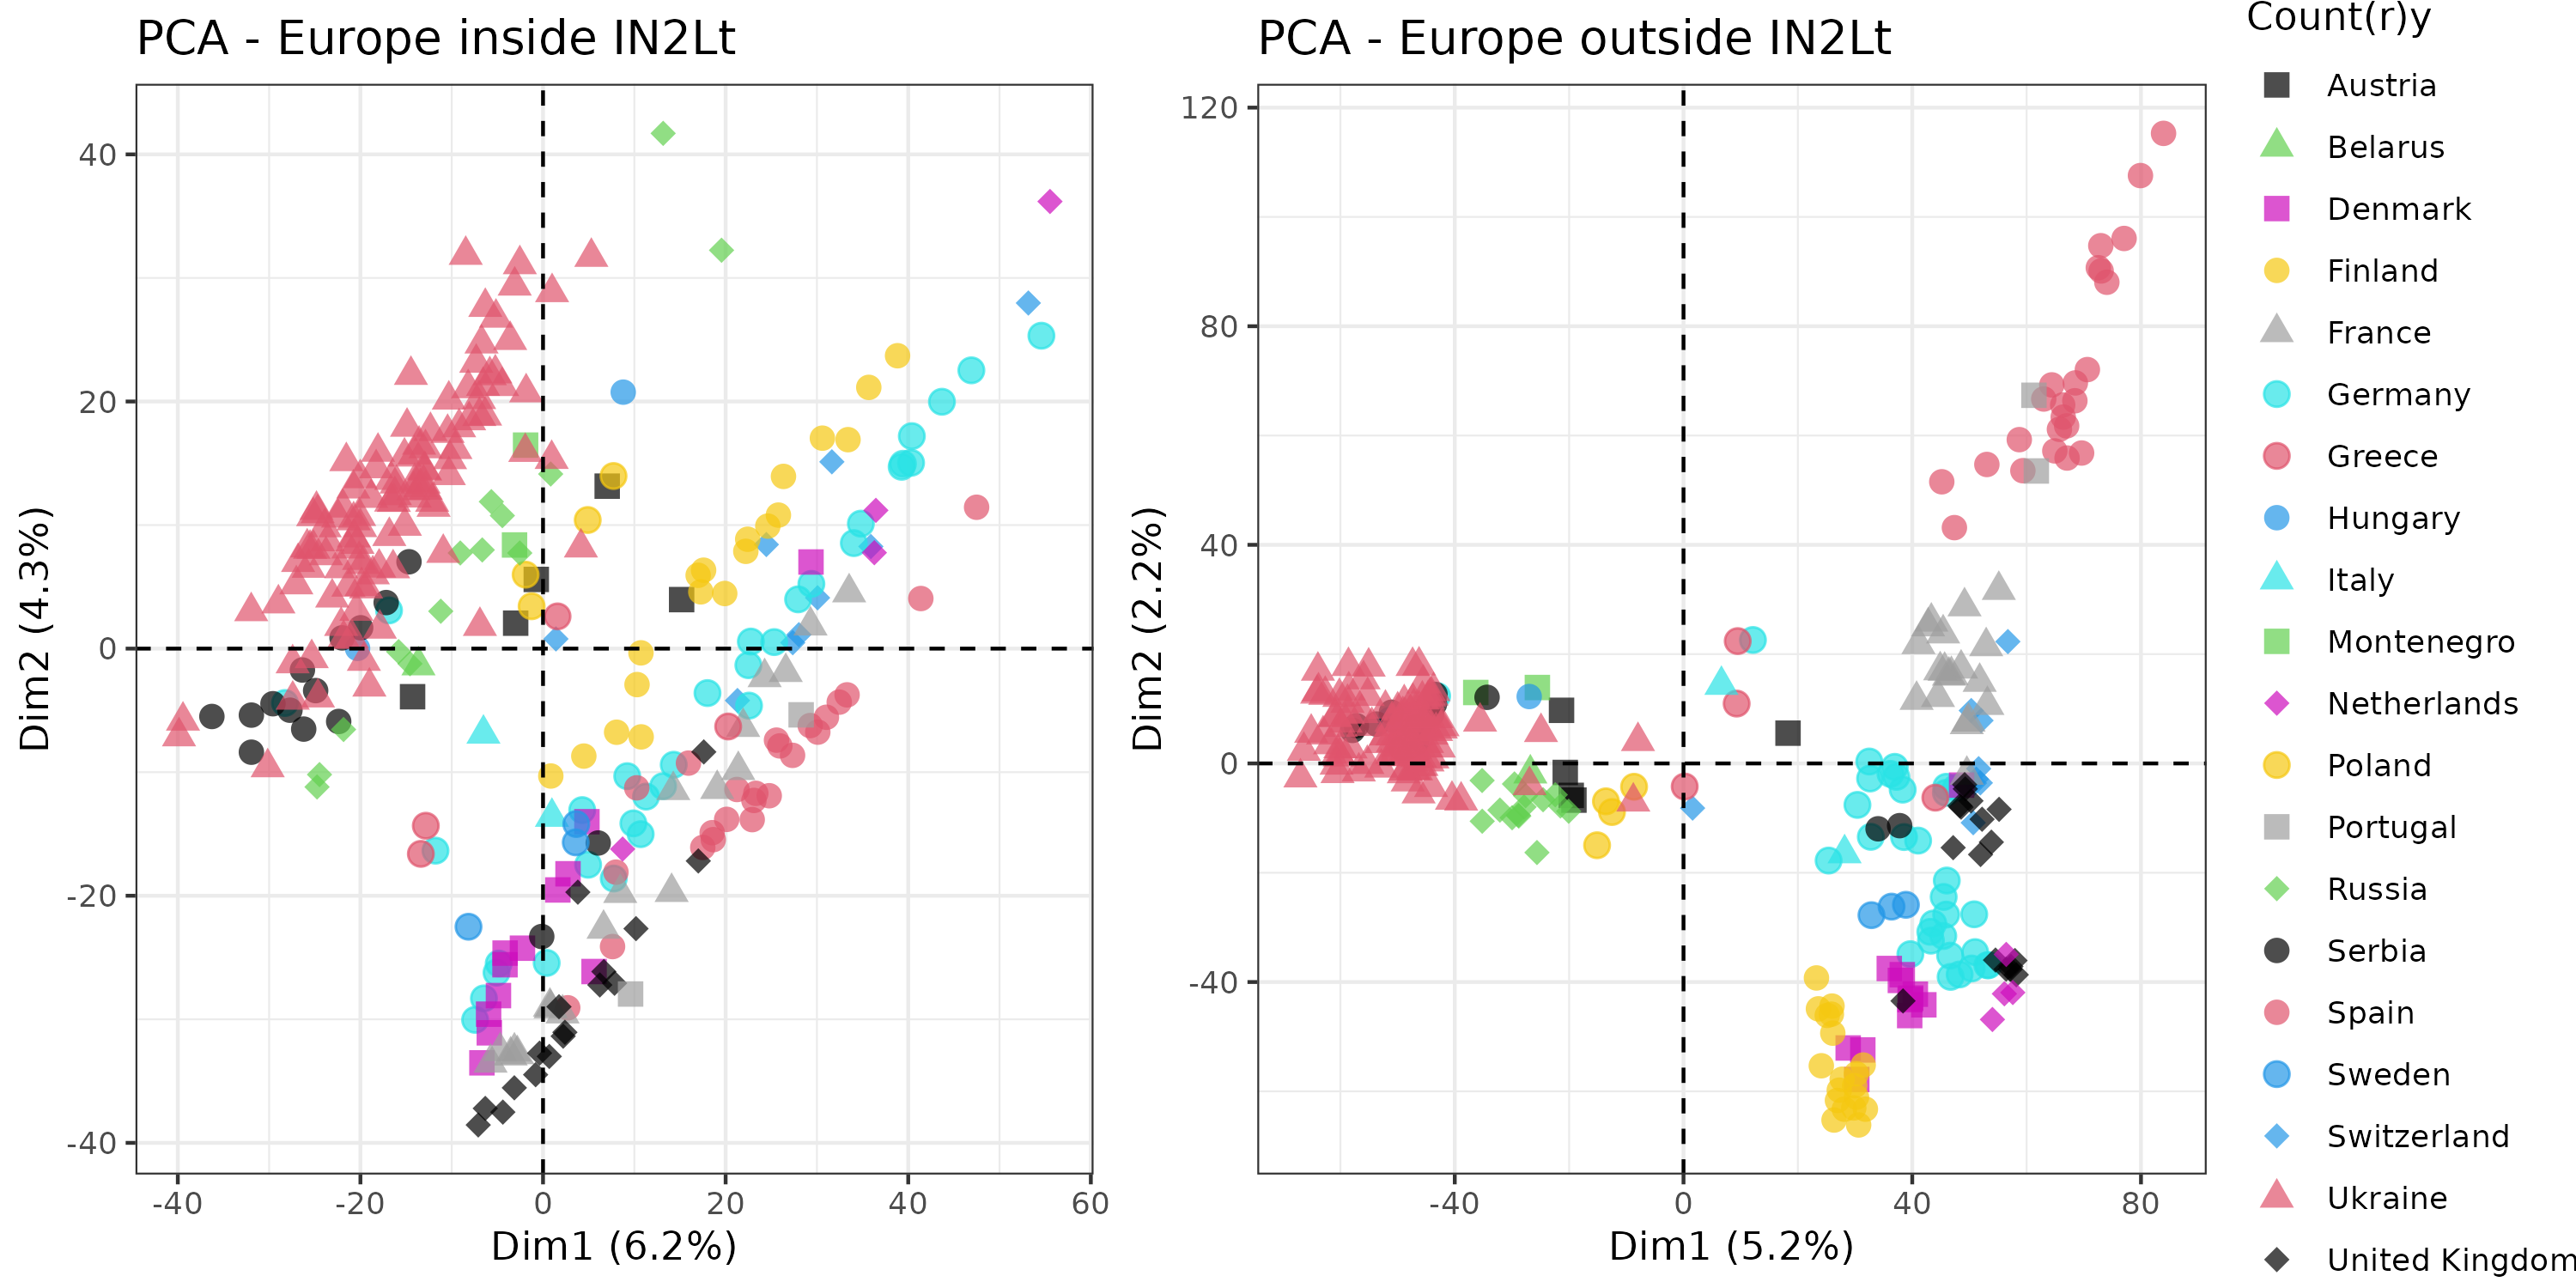 PCA - Europe inside IN2Lt
40
20
0
-20
-40
Dim2 (4.3%)
-40
-20
0
20
40
60
Dim1 (6.2%)
PCA - Europe outside IN2Lt
120
80
40
0
-40
Dim2 (2.2%)
-40
0
40
80
Dim1 (5.2%)
Count(r)y
Austria
Belarus
Denmark
Finland
France
Germany
Greece
Hungary
Italy
Montenegro
Netherlands
Poland
Portugal
Russia
Serbia
Spain
Sweden
Switzerland
Ukraine
United Kingdom